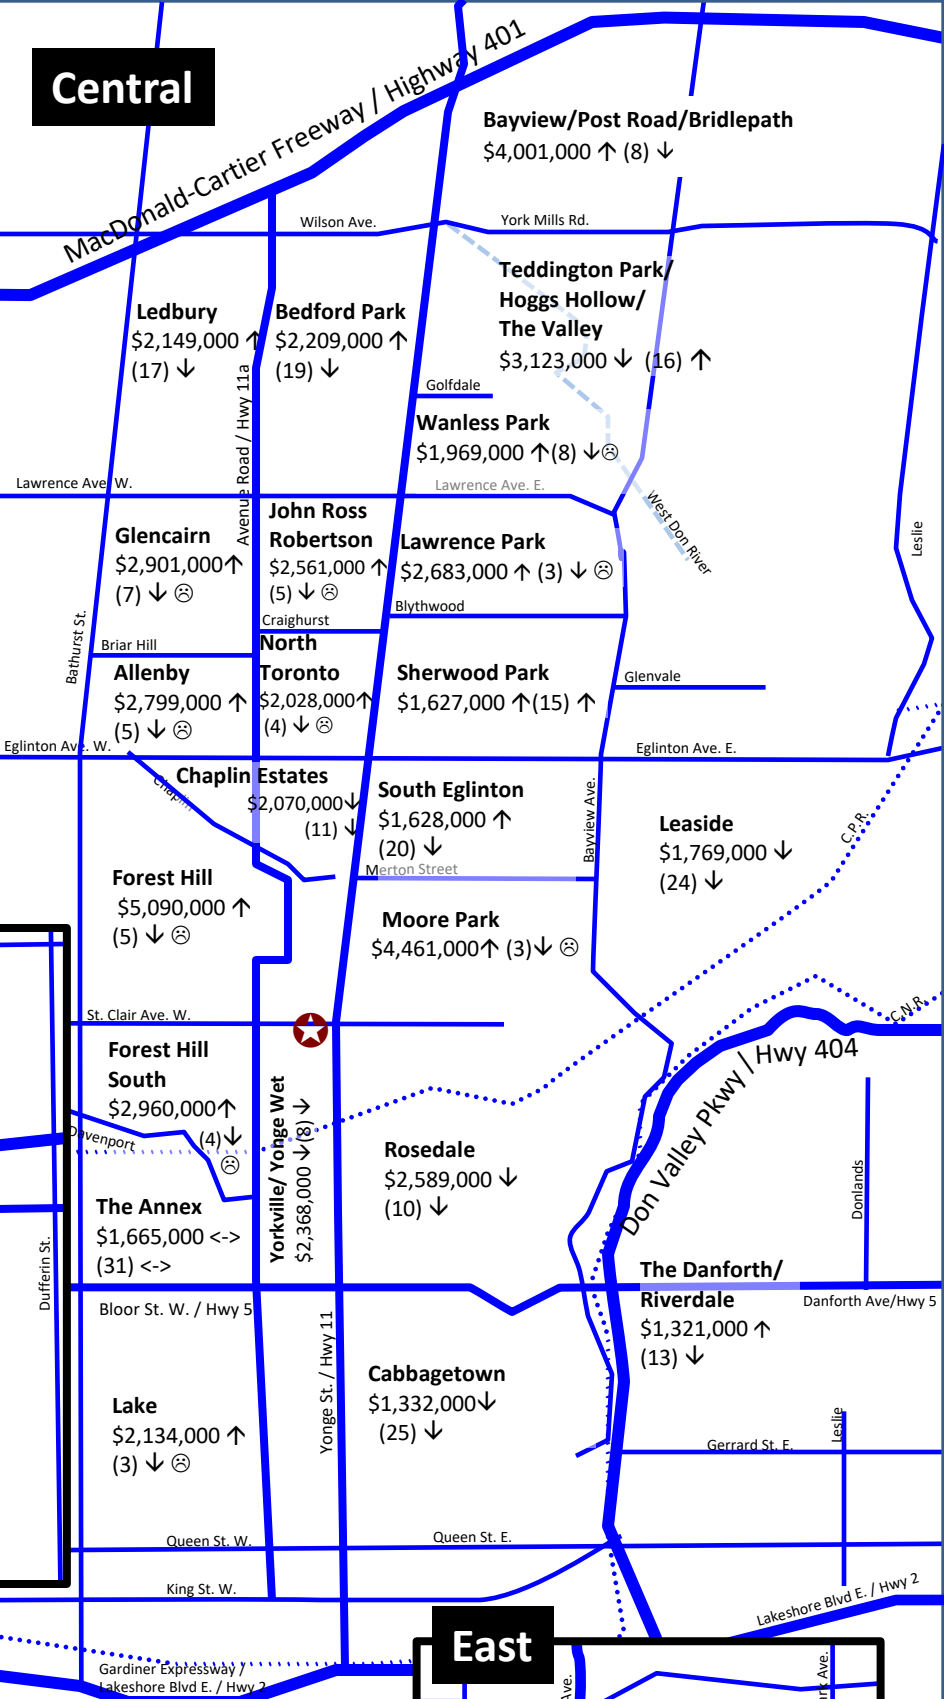 Central
MacDonald-Cartier Freeway / Highway 401
Bayview/Post Road/Bridlepath
$4,001,000 ↑ (8) ↓
Wilson Ave.
York Mills Rd.
Teddington Park/
Hoggs Hollow/
The Valley
$3,123,000 ↓ (16) ↑
Ledbury
$2,149,000 ↑
(17) ↓
Bedford Park
$2,209,000 ↑
(19) ↓
Avenue Road / Hwy 11a
Golfdale
Wanless Park
$1,969,000 ↑(8) ↓☹
Lawrence Ave. W.
Lawrence Ave. E.
West Don River
Leslie
Glencairn
$2,901,000↑
(7) ↓ ☹
John Ross
Robertson
$2,561,000 ↑
(5) ↓ ☹
Lawrence Park
$2,683,000 ↑ (3) ↓ ☹
Blythwood
Craighurst
Bathurst St.
Briar Hill
Allenby
$2,799,000 ↑
(5) ↓ ☹
North
Toronto
$2,028,000↑
(4) ↓ ☹
Sherwood Park
$1,627,000 ↑(15) ↑
Glenvale
Eglinton Ave. W.
Eglinton Ave. E.
Chaplin
Chaplin Estates
$2,070,000↓
(11) ↓
South Eglinton
$1,628,000 ↑
(20) ↓
Bayview Ave.
Leaside
$1,769,000 ↓
(24) ↓
C.P.R.
Merton Street
Forest Hill
$5,090,000 ↑
(5) ↓ ☹
Moore Park
$4,461,000↑ (3)↓ ☹
St. Clair Ave. W.
C.N.R.
Don Valley Pkwy | Hwy 404
Forest Hill
South
$2,960,000↑
(4)↓
☹
Davenport
Yorkville/ Yonge Wet
$2,368,000 ↓(8) ↑
Rosedale
$2,589,000 ↓
(10) ↓
Donlands
The Annex
$1,665,000 <->
(31) <->
Dufferin St.
Bloor St. W. / Hwy 5
The Danforth/
Riverdale
$1,321,000 ↑
(13) ↓
Danforth Ave/Hwy 5
Yonge St. / Hwy 11
Cabbagetown
$1,332,000↓
(25) ↓
Lake
$2,134,000 ↑
(3) ↓ ☹
Leslie
Gerrard St. E.
Queen St. W.
Queen St. E.
King St. W.
Lakeshore Blvd E. / Hwy 2
East
Gardiner Expressway /
Lakeshore Blvd E. / Hwy 2
Ave.
Ave.